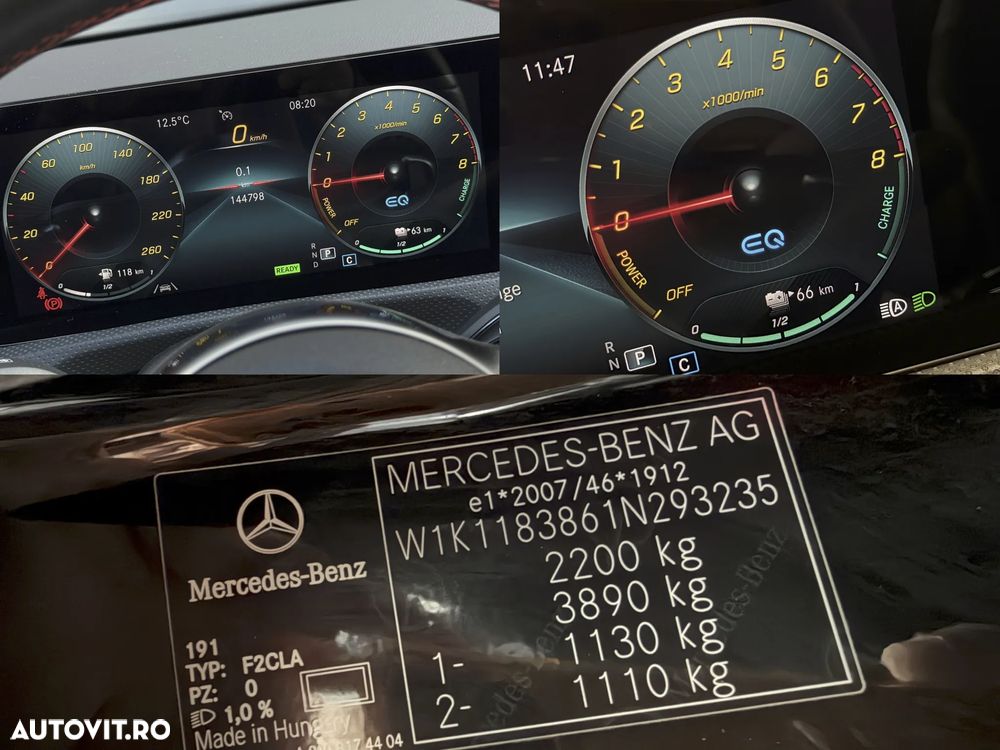 12.5°C
08:20
0 km/h
0.1
km
144798
0 20 40 60 100 140 180 220 260
km/h
118 km
0 1
0 1 2 3 4 5 6 7 8
x1000/min
POWER
OFF
CHARGE
EQ
63 km
0 1/2 1
READY
R
N P
D C
11:47
0 1 2 3 4 5 6 7 8
x1000/min
POWER
OFF
CHARGE
EQ
66 km
0 1/2 1
R
N P
C
A
Mercedes-Benz
191
TYP: F2CLA
PZ: 0
1,0 %
Made in Hungary
MERCEDES-BENZ AG
e1*2007/46*1912
W1K1183861N293235
2200 kg
3890 kg
1- 1130 kg
2- 1110 kg
AUTOVIT.RO